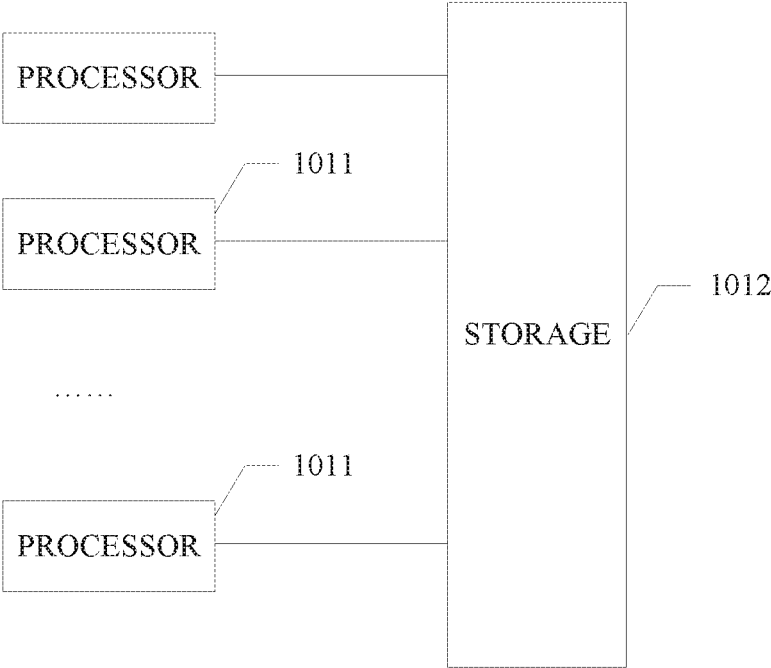 PROCESSOR
1011
PROCESSOR
1012
STORAGE
……
1011
PROCESSOR